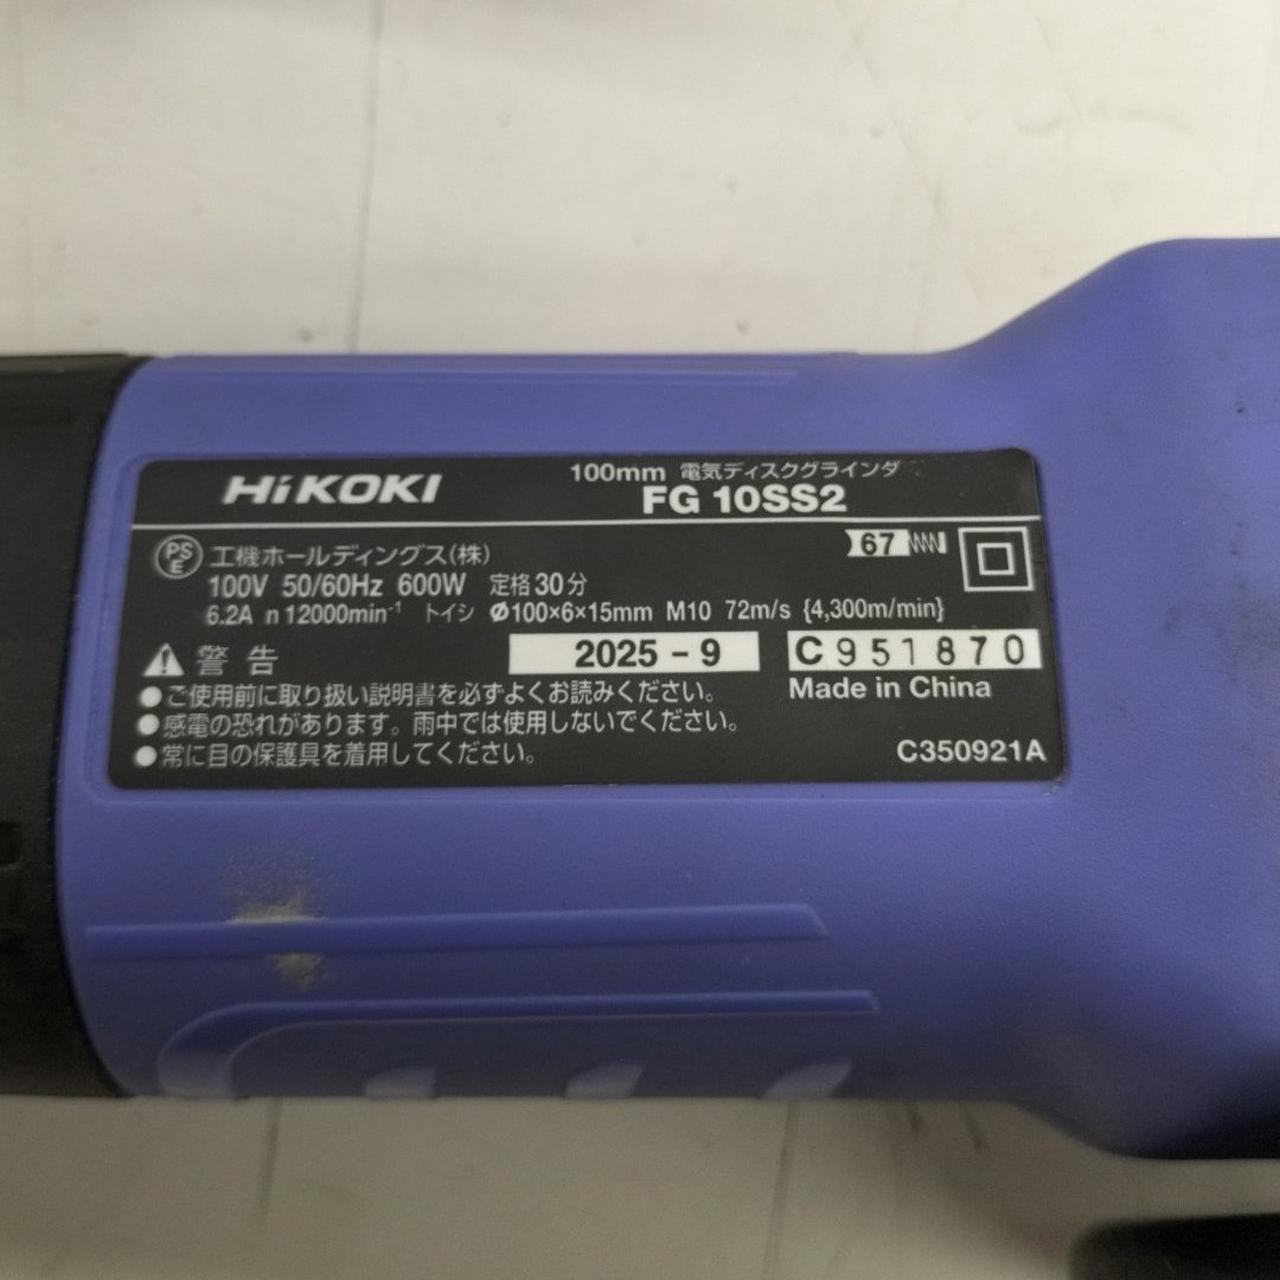 HiKOKI
100mm 電気ディスクグラインダ
FG 10SS2
PSE 工機ホールディングス(株)
67
100V 50/60Hz 600W 定格30分
6.2A n 12000min⁻¹ トイシ Ø100×6×15mm M10 72m/s {4,300m/min}
警告
2025 - 9
C951870
●ご使用前に取り扱い説明書を必ずよくお読みください。
Made in China
●感電の恐れがあります。雨中では使用しないでください。
●常に目の保護具を着用してください。
C350921A